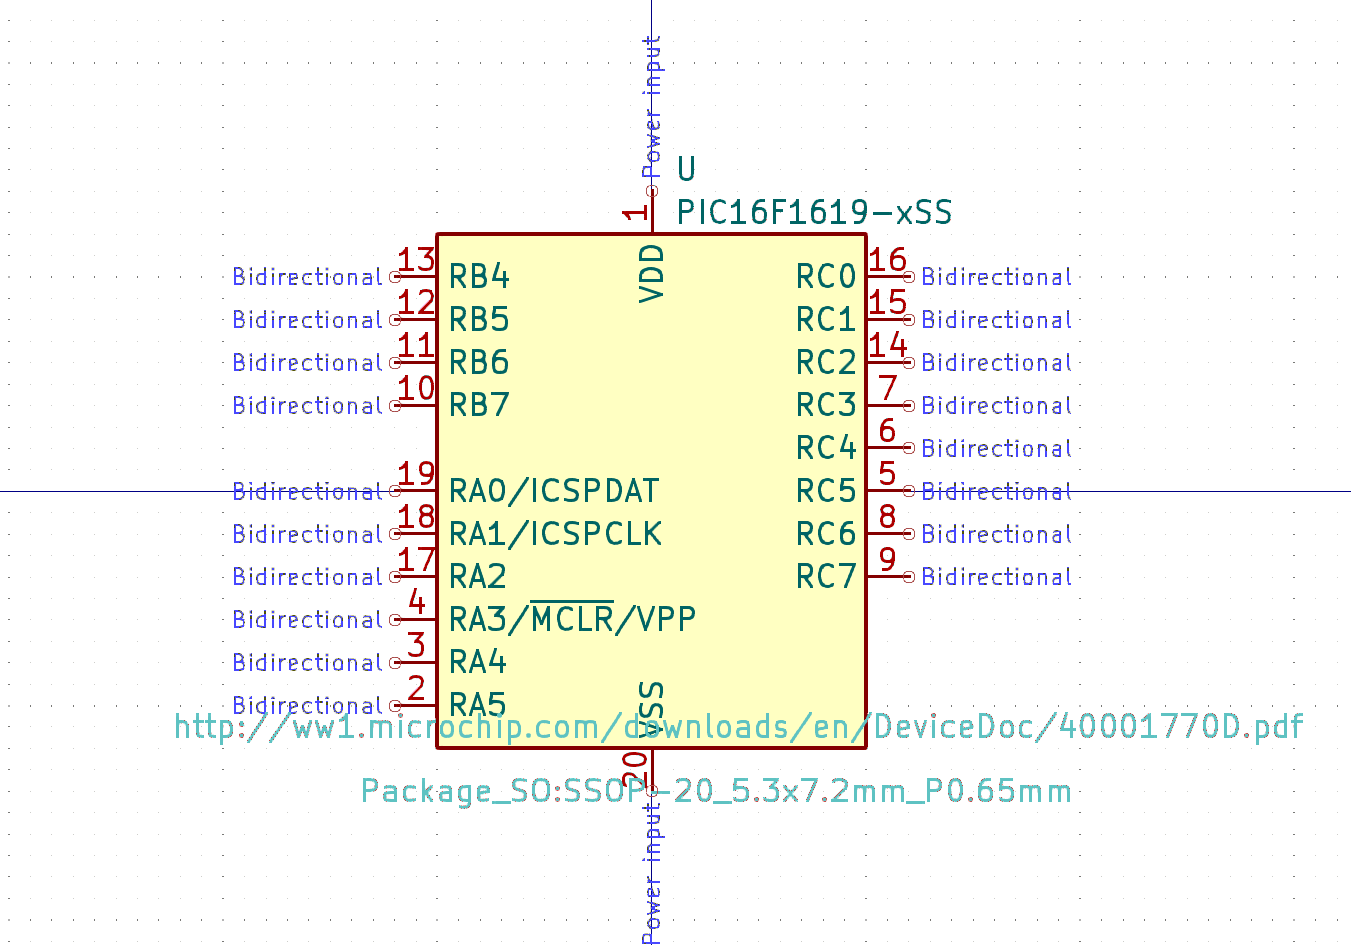 Power input
U
1
PIC16F1619-xSS
VDD
Bidirectional 13 RB4 RC0 16 Bidirectional
Bidirectional 12 RB5 RC1 15 Bidirectional
Bidirectional 11 RB6 RC2 14 Bidirectional
Bidirectional 10 RB7 RC3 7 Bidirectional
RC4 6 Bidirectional
Bidirectional 19 RA0/ICSPDAT RC5 5 Bidirectional
Bidirectional 18 RA1/ICSPCLK RC6 8 Bidirectional
Bidirectional 17 RA2 RC7 9 Bidirectional
Bidirectional 4 RA3/MCLR/VPP
Bidirectional 3 RA4
Bidirectional 2 RA5
VSS
http://ww1.microchip.com/downloads/en/DeviceDoc/40001770D.pdf
20
Package_SO:SSOP-20_5.3x7.2mm_P0.65mm
Power input